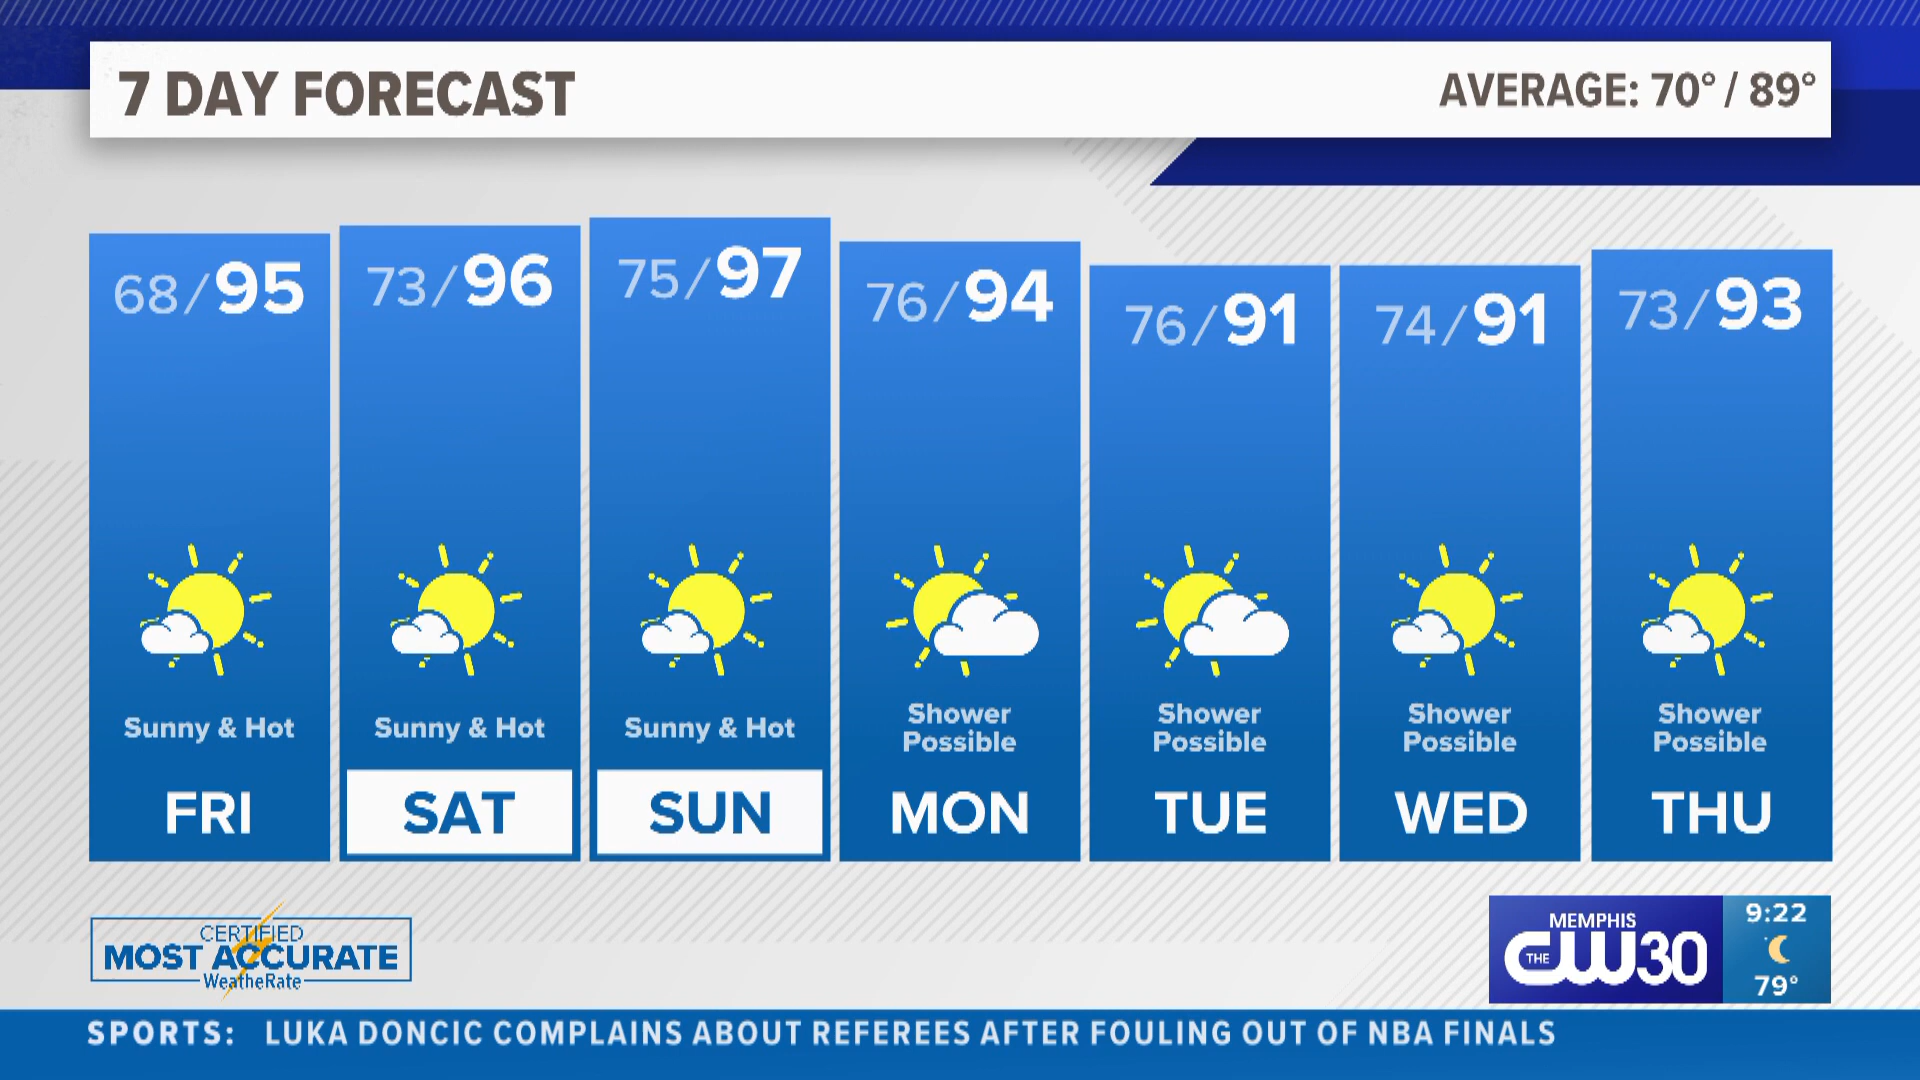 7 DAY FORECAST
AVERAGE: 70° / 89°
68/95
73/96
75/97
76/94
76/91
74/91
73/93
Sunny & Hot
Sunny & Hot
Sunny & Hot
Shower
Possible
Shower
Possible
Shower
Possible
Shower
Possible
FRI
SAT
SUN
MON
TUE
WED
THU
CERTIFIED
MOST ACCURATE
WeatheRate
MEMPHIS
THE CW30
9:22
79°
SPORTS: LUKA DONCIC COMPLAINS ABOUT REFEREES AFTER FOULING OUT OF NBA FINALS